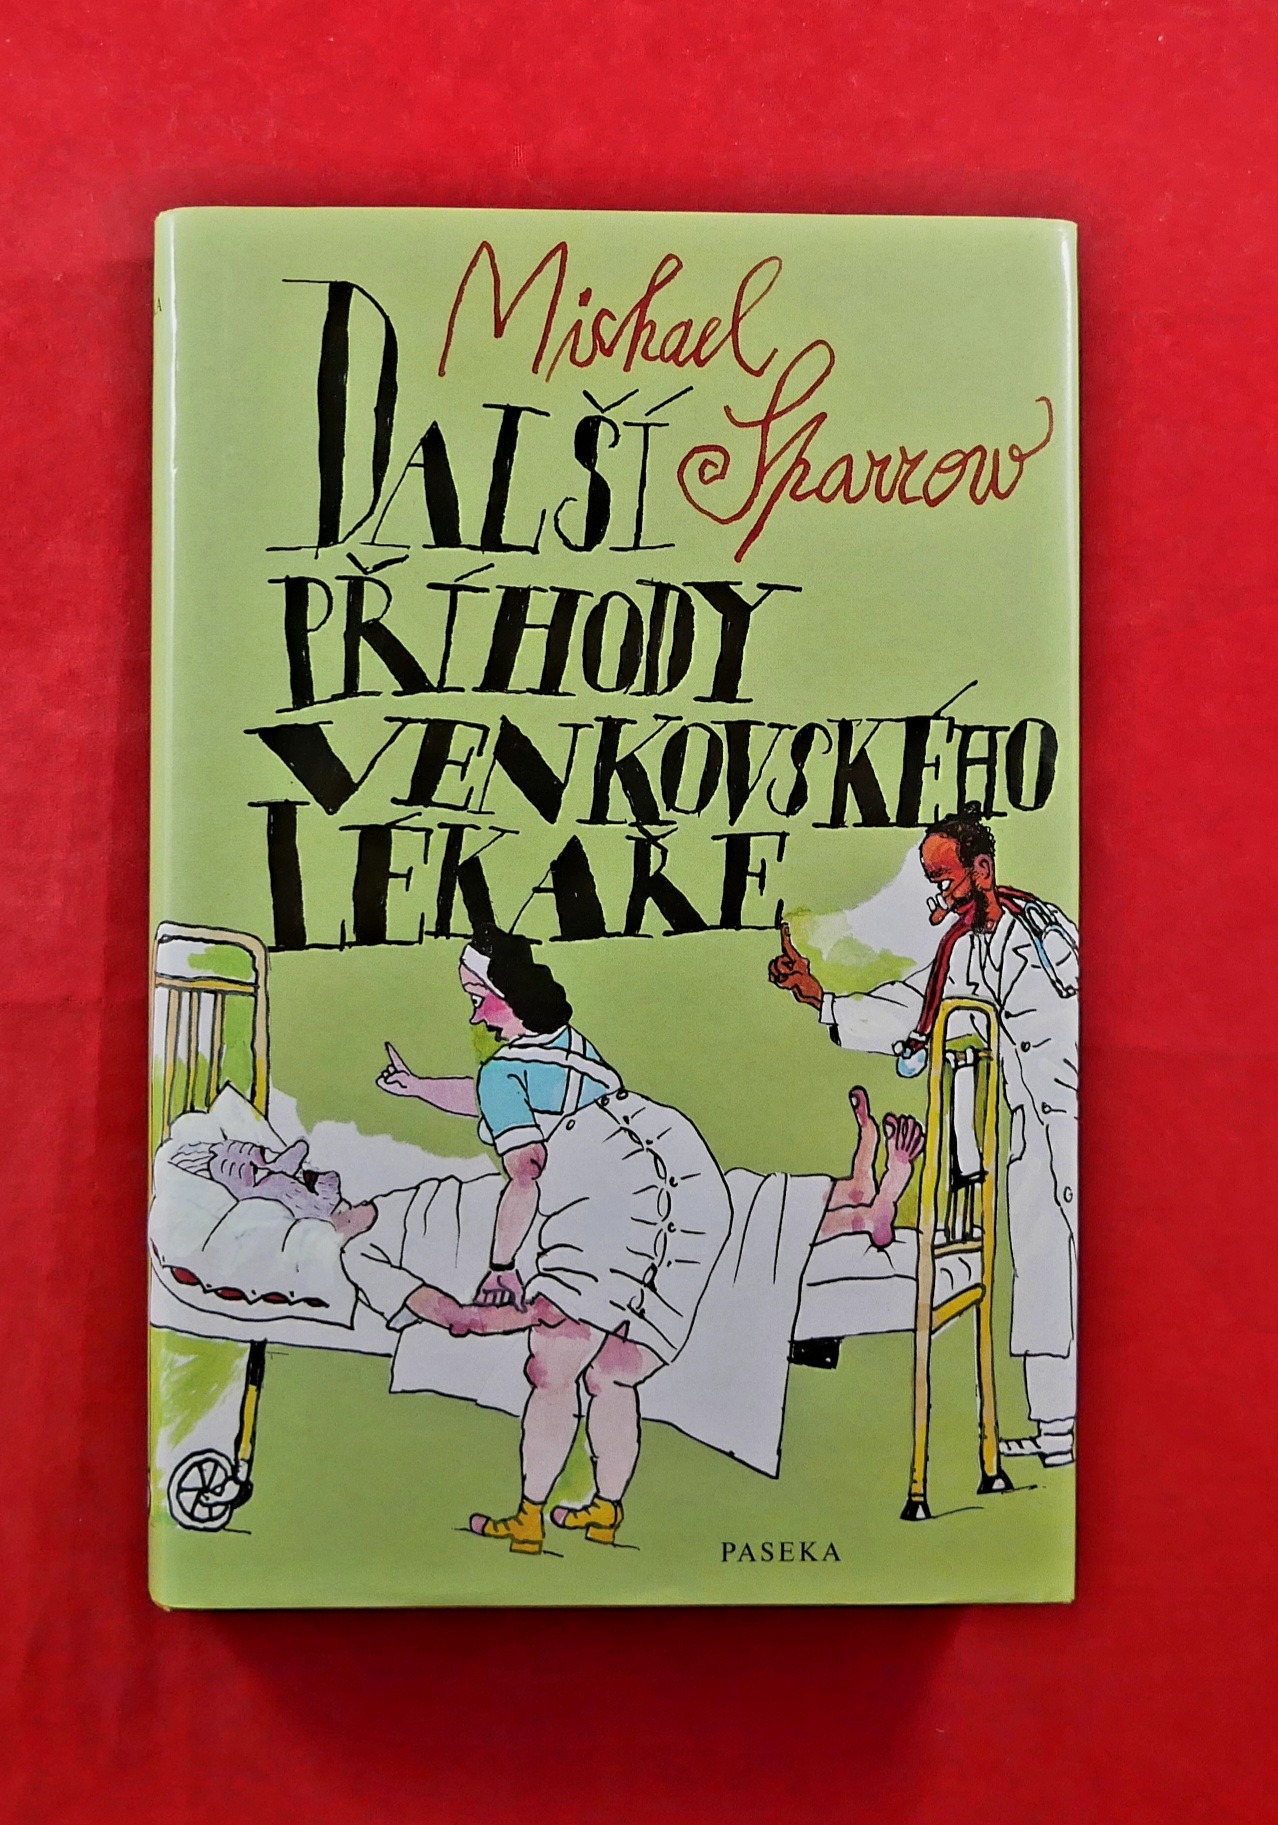 Michael
Sparrow
DALŠÍ
PŘÍHODY
VENKOVSKÉHO
LÉKAŘE
PASEKA